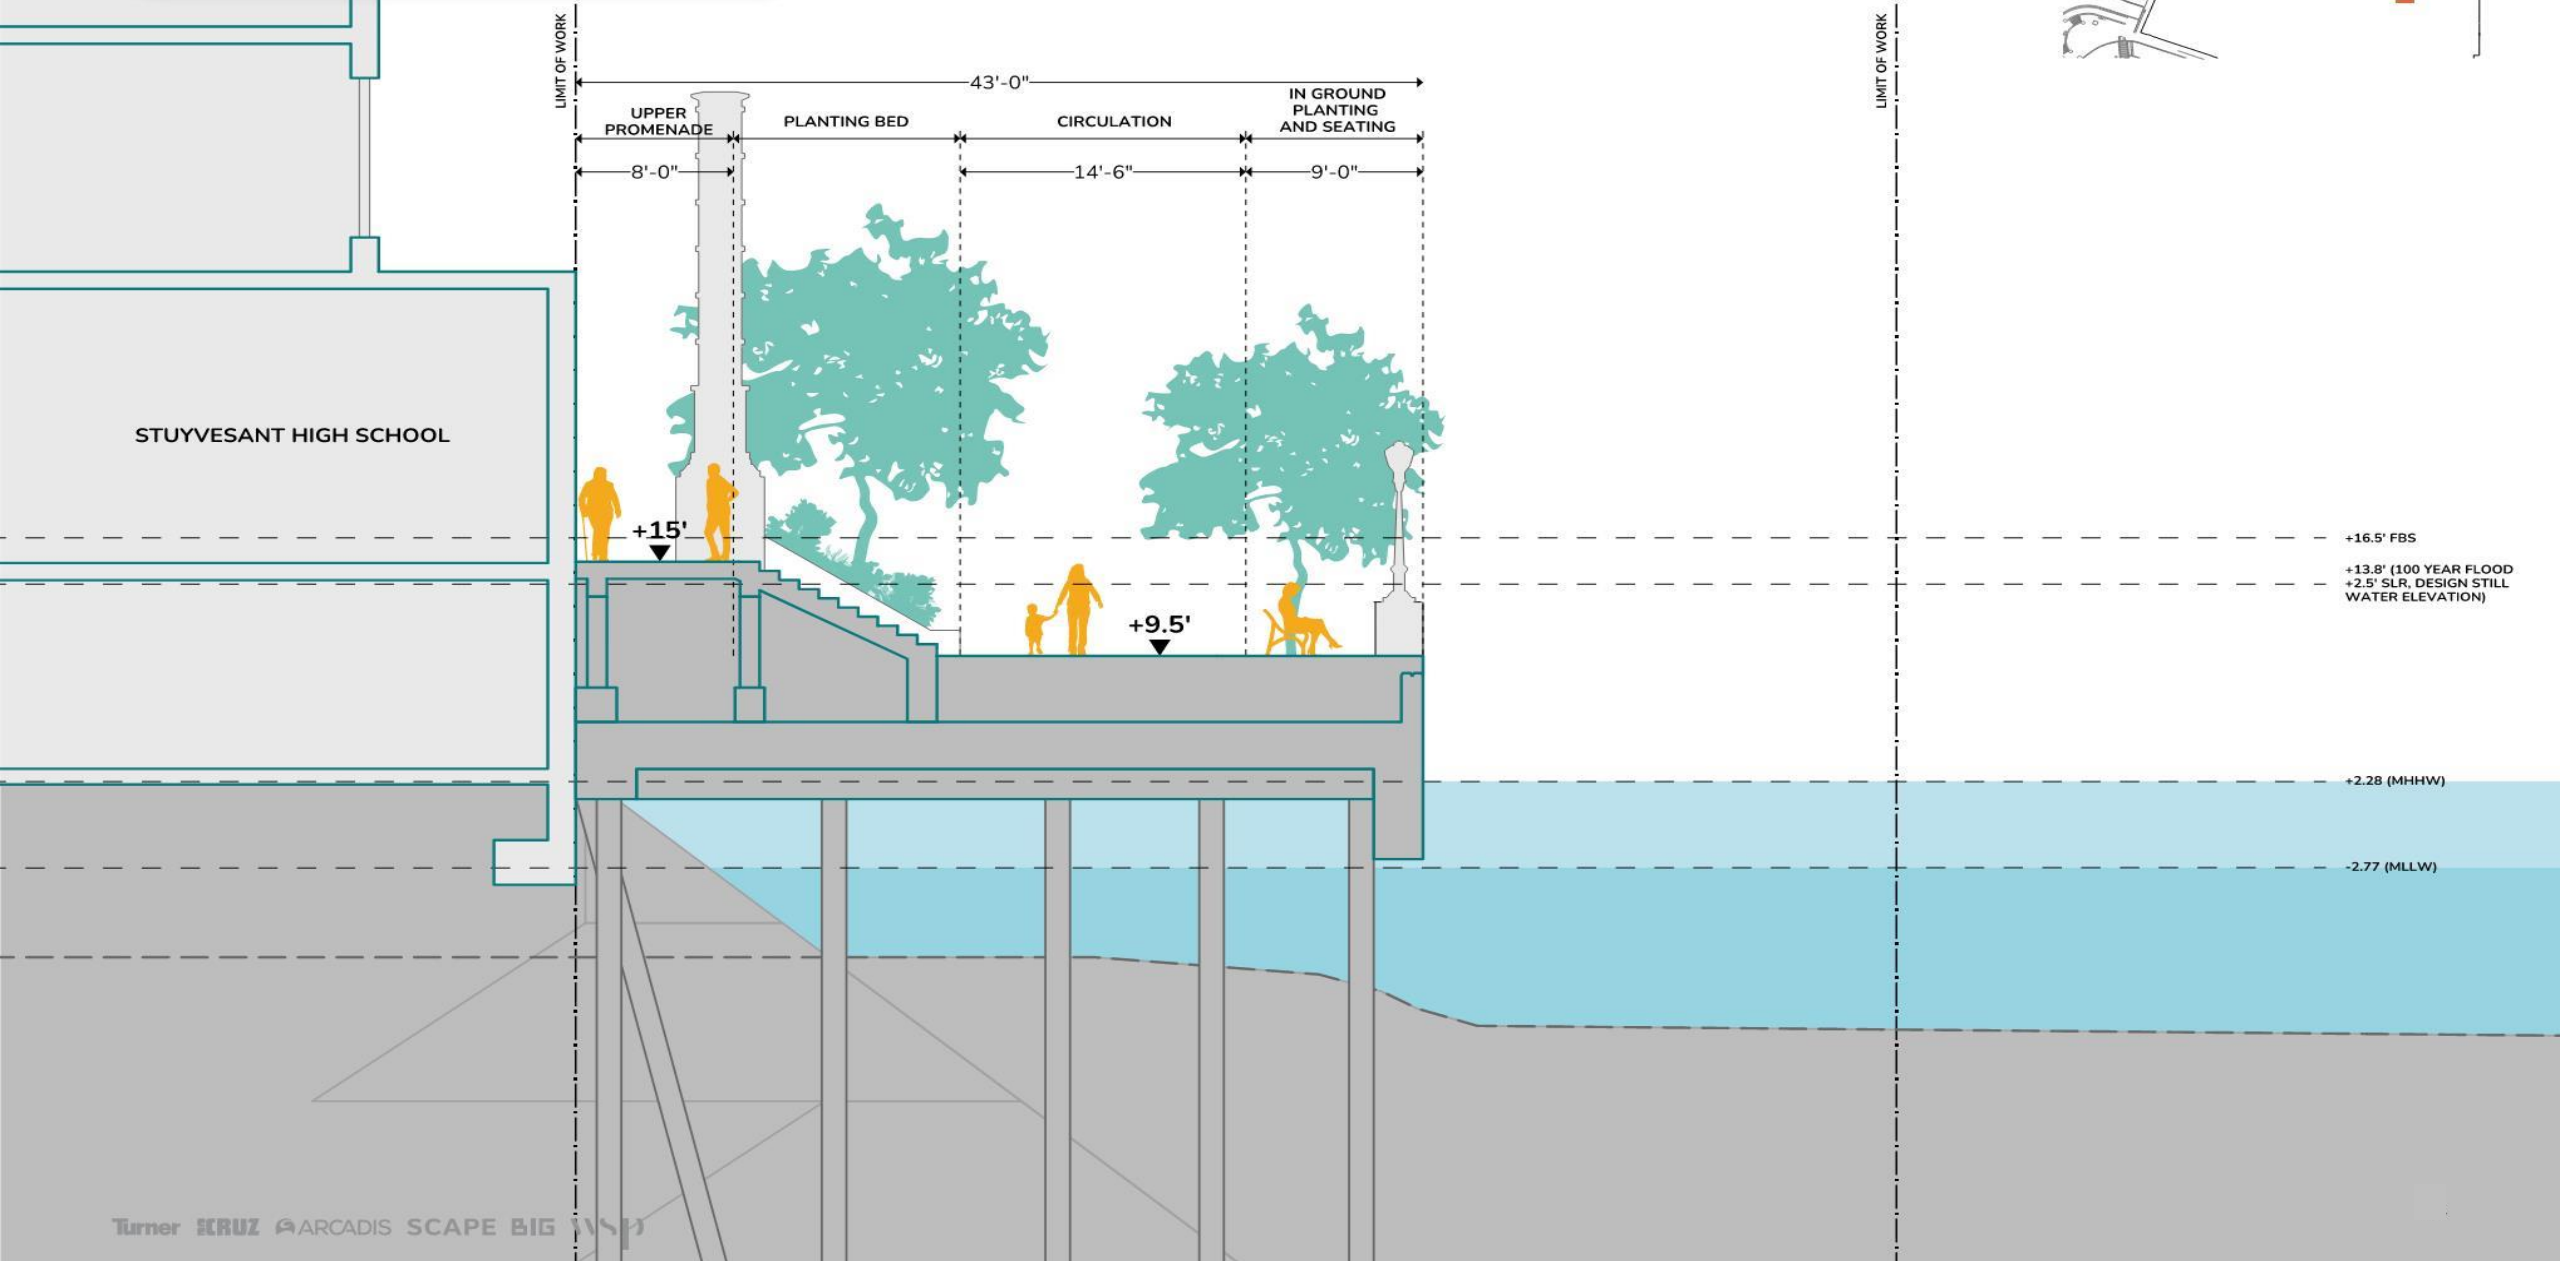 LIMIT OF WORK
LIMIT OF WORK
43'-0"
UPPER
PROMENADE
PLANTING BED
CIRCULATION
IN GROUND
PLANTING
AND SEATING
8'-0"
14'-6"
9'-0"
STUYVESANT HIGH SCHOOL
+15'
+16.5' FBS
+13.8' (100 YEAR FLOOD
+2.5' SLR, DESIGN STILL
WATER ELEVATION)
+9.5'
+2.28 (MHHW)
-2.77 (MLLW)
Turner CRUZ ARCADIS SCAPE BIG wsp